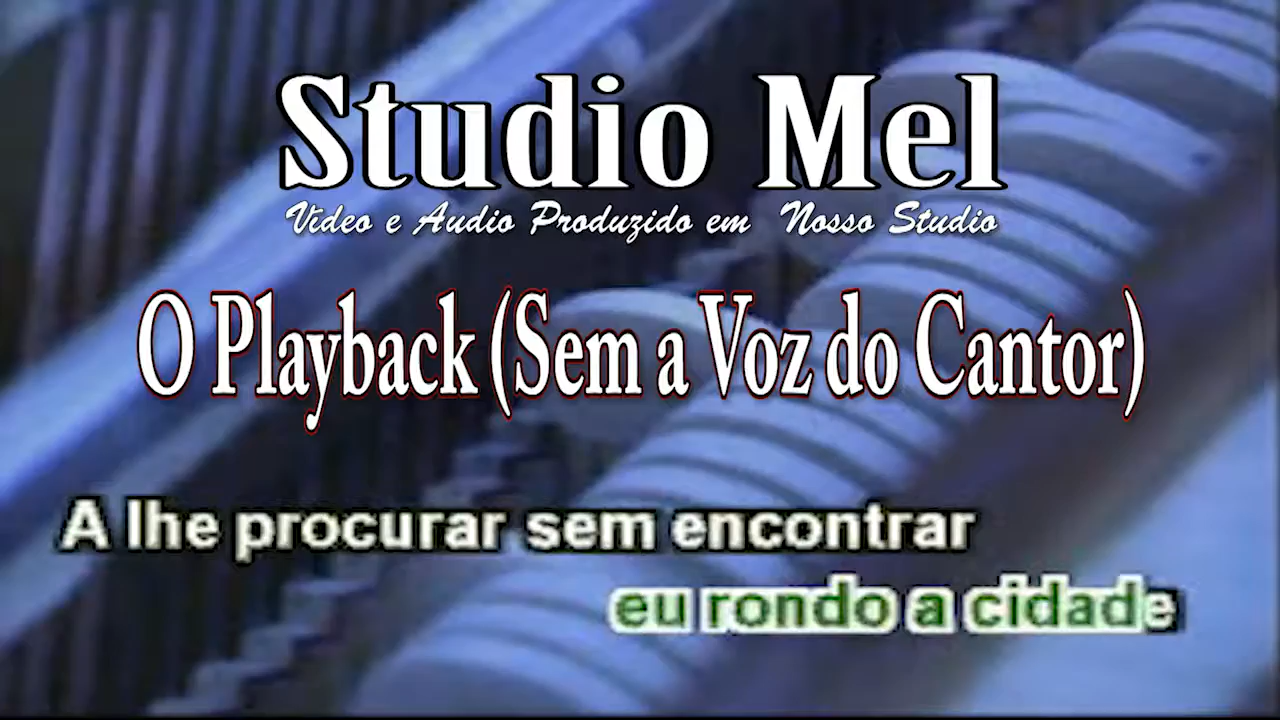 Studio Mel
Video e Audio Produzido em Nosso Studio
O Playback (Sem a Voz do Cantor)
A lhe procurar sem encontrar
eu rondo a cidade